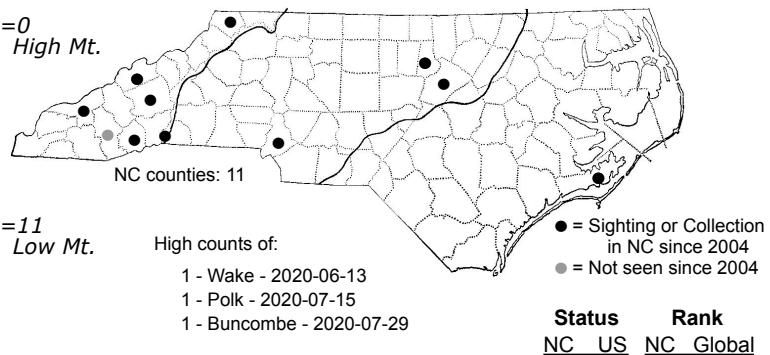 =0
High Mt.
NC counties: 11
=11
Low Mt.
High counts of:
1 - Wake - 2020-06-13
1 - Polk - 2020-07-15
1 - Buncombe - 2020-07-29
= Sighting or Collection
in NC since 2004
= Not seen since 2004
Status Rank
NC US NC Global